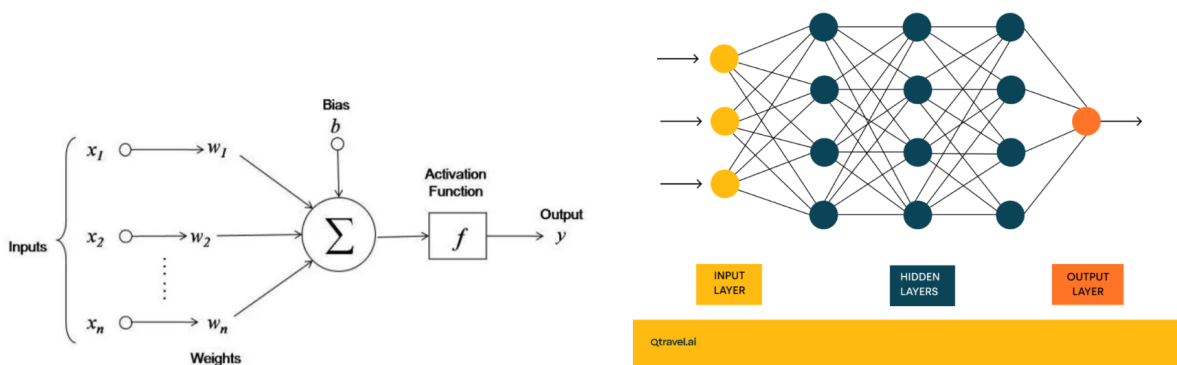 Bias
b
x1
w1
Activation
Function
Inputs
x2
w2
Σ
f
Output
y
xn
wn
Weights
INPUT
LAYER
HIDDEN
LAYERS
OUTPUT
LAYER
Qtravel.ai